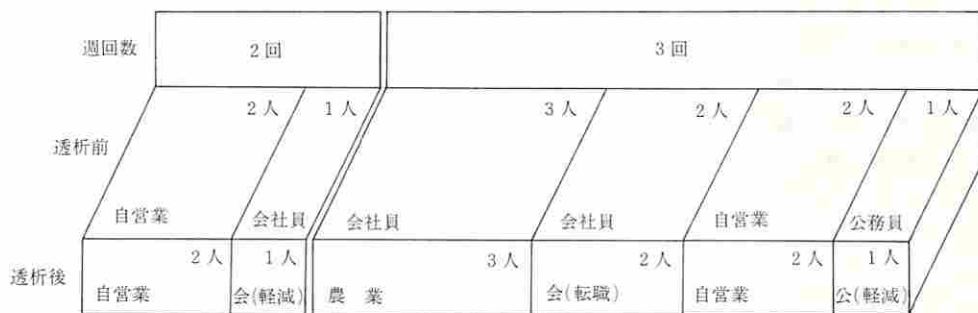 週回数 2回 3回
2人 1人 3人 2人 2人 1人
透析前
自営業 会社員 会社員 会社員 自営業 公務員
2人 1人 3人 2人 2人 1人
透析後
自営業 会(軽減) 農業 会(転職) 自営業 公(軽減)